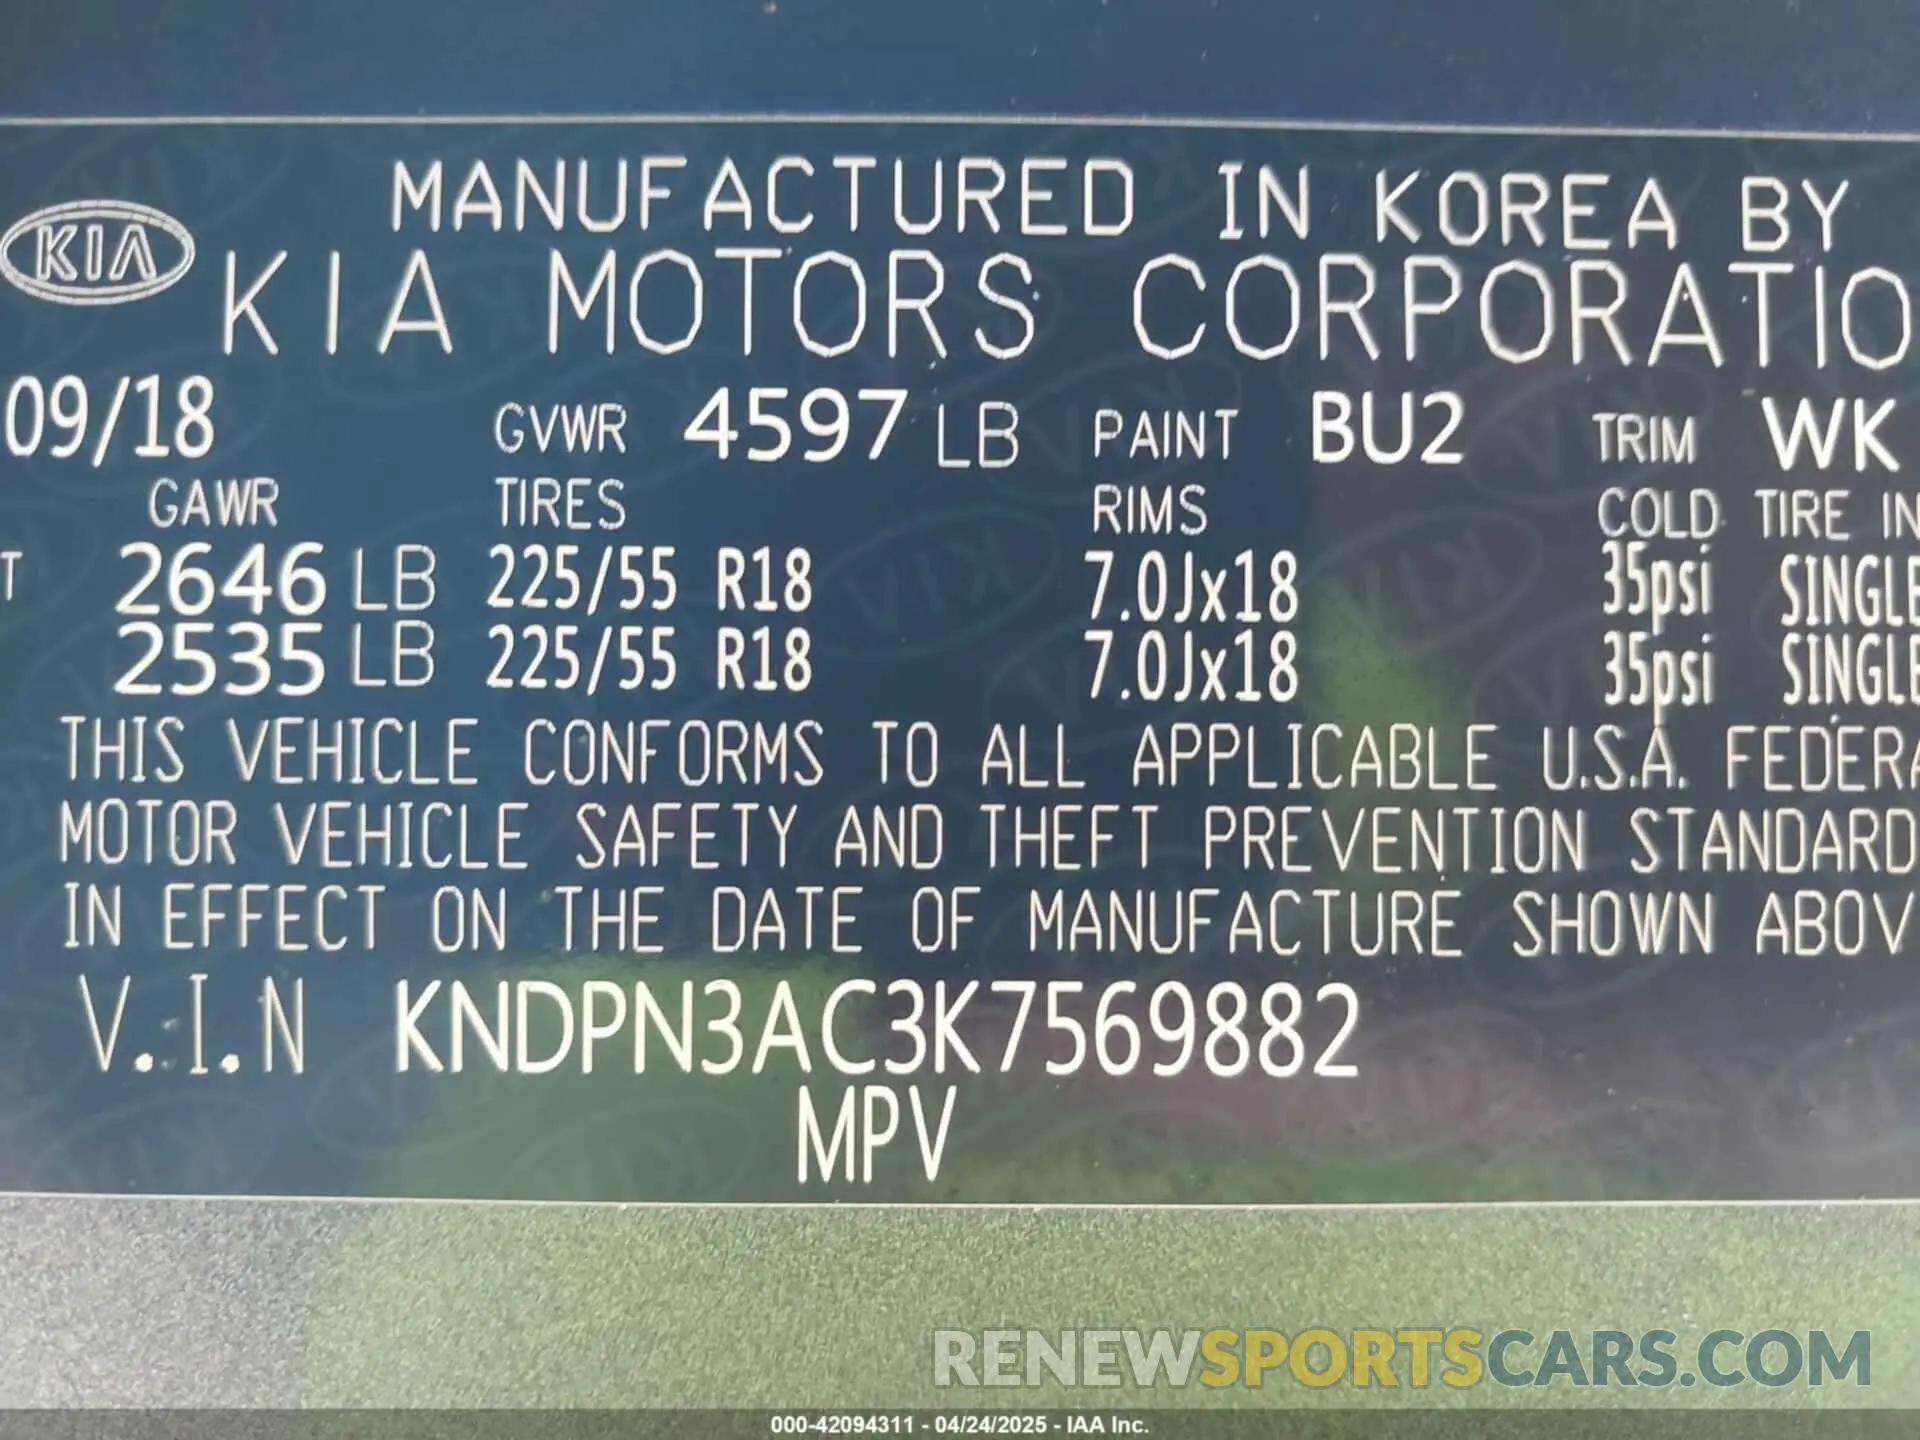 MANUFACTURED IN KOREA BY
KIA
KIA MOTORS CORPORATIO
09/18 GVWR 4597 LB PAINT BU2 TRIM WK
GAWR TIRES RIMS COLD TIRE IN
T 2646 LB 225/55 R18 7.0Jx18 35psi SINGLE
2535 LB 225/55 R18 7.0Jx18 35psi SINGLE
THIS VEHICLE CONFORMS TO ALL APPLICABLE U.S.A. FEDERA
MOTOR VEHICLE SAFETY AND THEFT PREVENTION STANDARD
IN EFFECT ON THE DATE OF MANUFACTURE SHOWN ABOV
V.I.N KNDPN3AC3K7569882
MPV
RENEWSPORTSCARS.COM
000-42094311 - 04/24/2025 - IAA Inc.